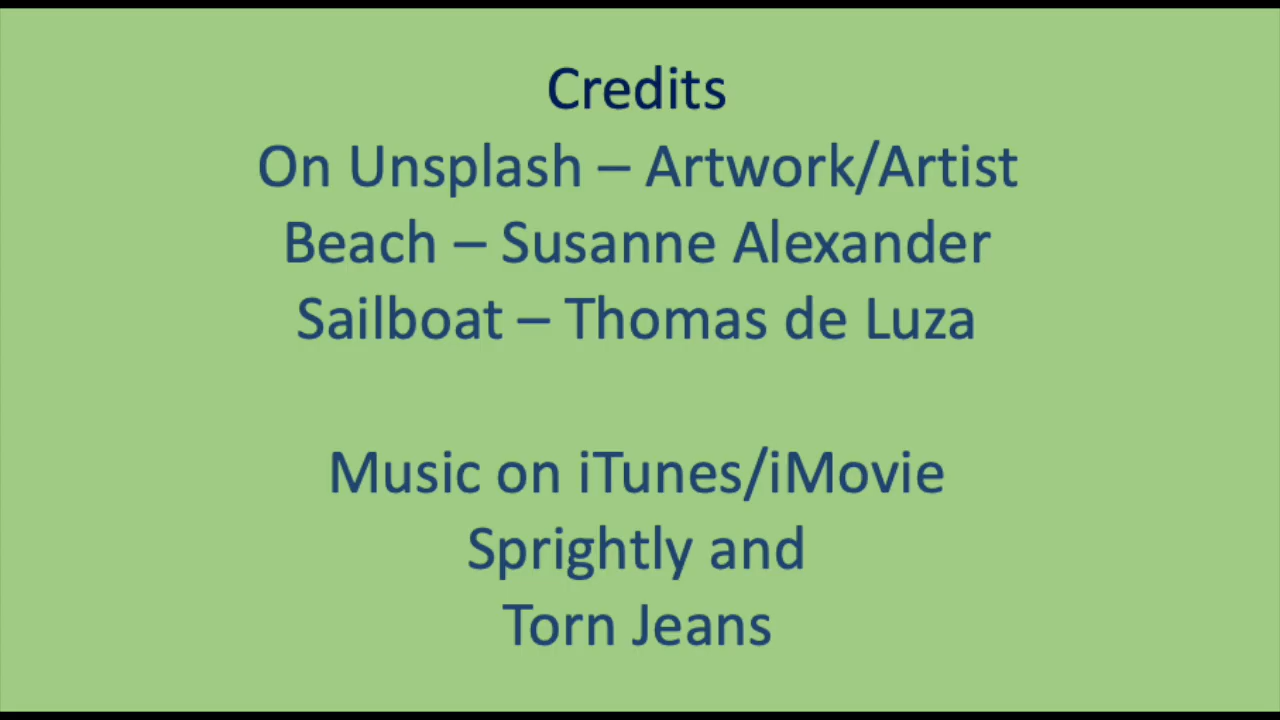 Credits
On Unsplash – Artwork/Artist
Beach – Susanne Alexander
Sailboat – Thomas de Luza
Music on iTunes/iMovie
Sprightly and
Torn Jeans